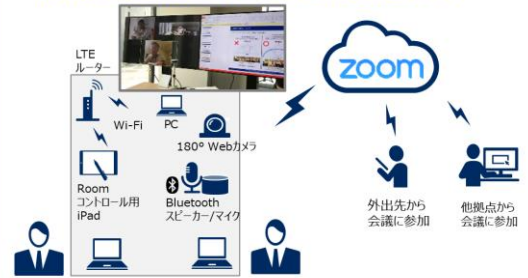 LTE
ルーター
Wi-Fi
PC
180° Webカメラ
Room
コントロール用
iPad
Bluetooth
スピーカー/マイク
zoom
外出先から
会議に参加
他拠点から
会議に参加